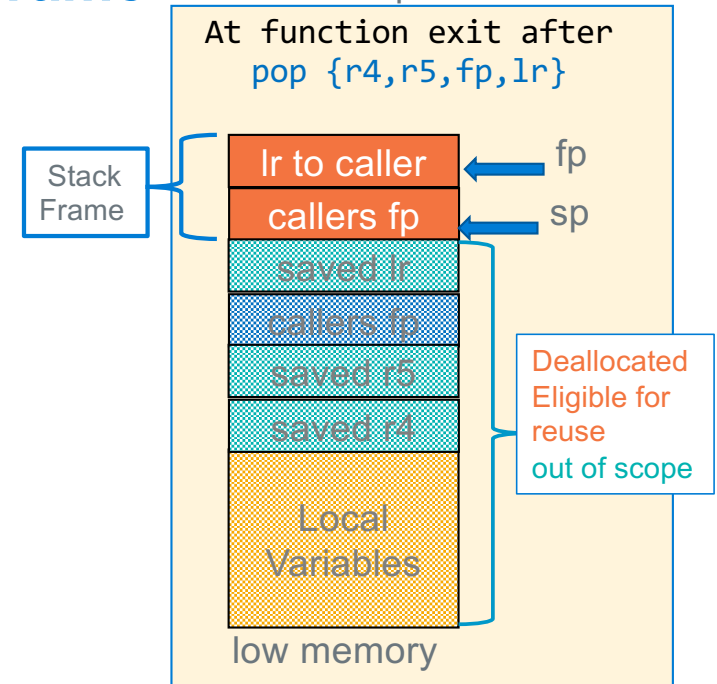 At function exit after
pop {r4,r5,fp,lr}
Stack
Frame
lr to caller
fp
callers fp
sp
saved lr
callers fp
saved r5
saved r4
Local
Variables
Deallocated
Eligible for
reuse
out of scope
low memory